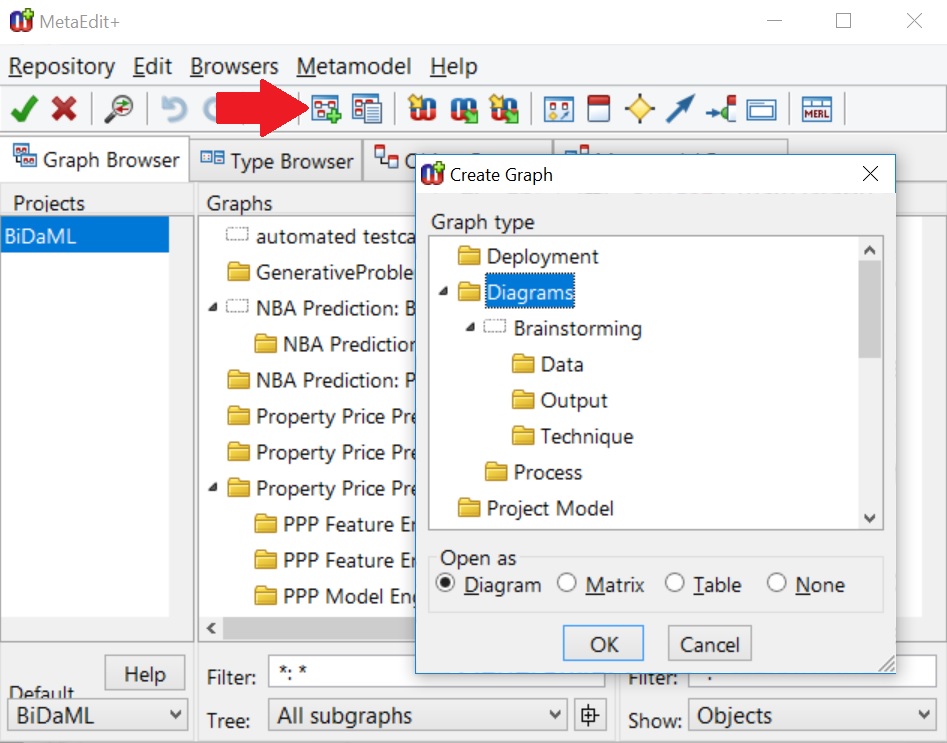 MetaEdit+
Repository Edit Browsers Metamodel Help
MERL
Graph Browser Type Browser
Projects
BiDaML
Graphs
automated testca
GenerativeProble
NBA Prediction: B
NBA Prediction
NBA Prediction: P
Property Price Pre
Property Price Pre
Property Price Pre
PPP Feature En
PPP Feature En
PPP Model Eng
Create Graph
Graph type
Deployment
Diagrams
Brainstorming
Data
Output
Technique
Process
Project Model
Open as
Diagram Matrix Table None
OK Cancel
Help
Default
BiDaML
Filter: *: *
Tree: All subgraphs
Filter:
Show: Objects